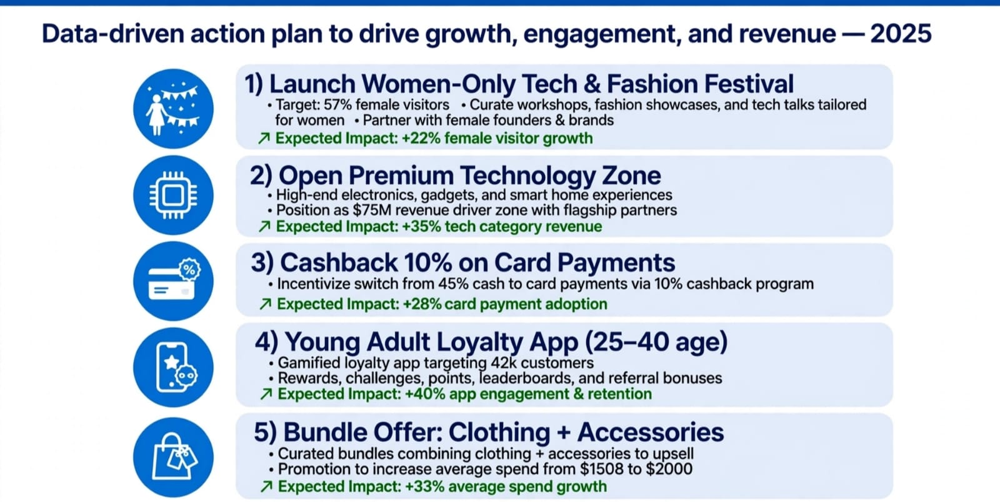 Data-driven action plan to drive growth, engagement, and revenue — 2025
1) Launch Women-Only Tech & Fashion Festival
• Target: 57% female visitors • Curate workshops, fashion showcases, and tech talks tailored
for women • Partner with female founders & brands
↗ Expected Impact: +22% female visitor growth
2) Open Premium Technology Zone
• High-end electronics, gadgets, and smart home experiences
• Position as $75M revenue driver zone with flagship partners
↗ Expected Impact: +35% tech category revenue
%
3) Cashback 10% on Card Payments
• Incentivize switch from 45% cash to card payments via 10% cashback program
↗ Expected Impact: +28% card payment adoption
4) Young Adult Loyalty App (25–40 age)
• Gamified loyalty app targeting 42k customers
• Rewards, challenges, points, leaderboards, and referral bonuses
↗ Expected Impact: +40% app engagement & retention
5) Bundle Offer: Clothing + Accessories
• Curated bundles combining clothing + accessories to upsell
• Promotion to increase average spend from $1508 to $2000
↗ Expected Impact: +33% average spend growth